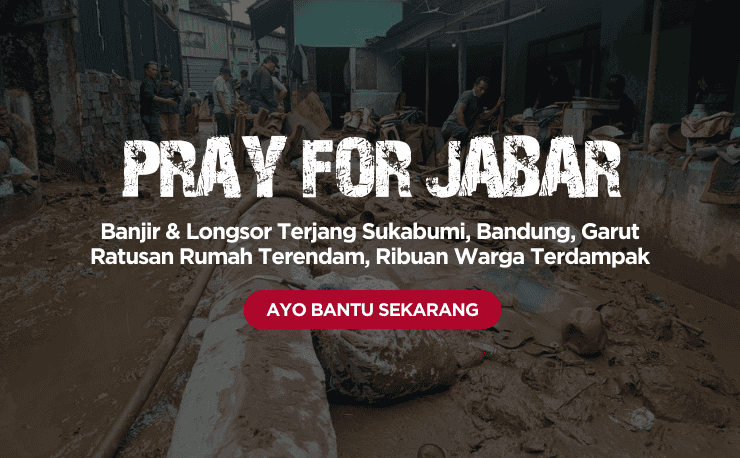 PRAY FOR JABAR
Banjir & Longsor Terjang Sukabumi, Bandung, Garut
Ratusan Rumah Terendam, Ribuan Warga Terdampak
AYO BANTU SEKARANG